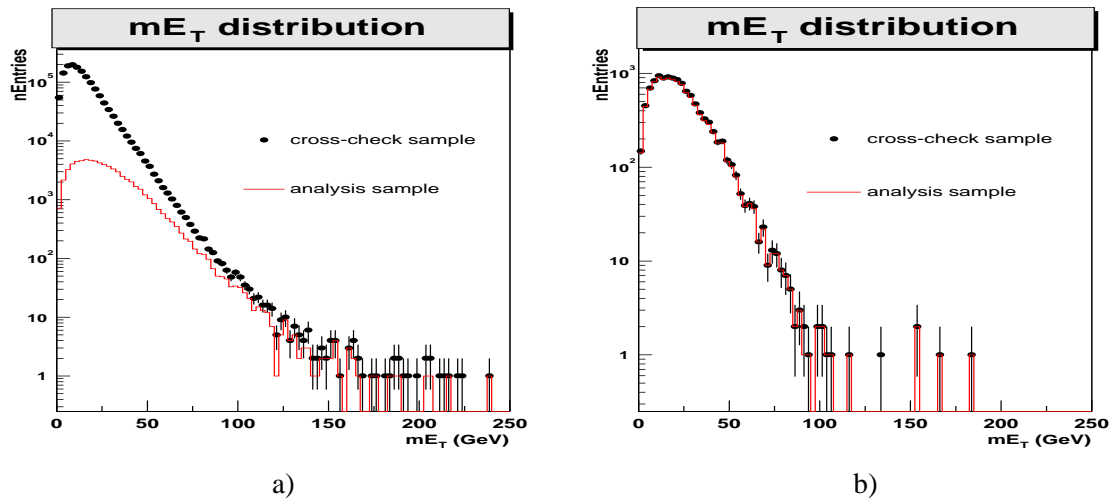 mE_T distribution
nEntries
10^5
10^4
10^3
10^2
10
1
cross-check sample
analysis sample
0 50 100 150 200 250
mE_T (GeV)
a)
mE_T distribution
nEntries
10^3
10^2
10
1
cross-check sample
analysis sample
0 50 100 150 200 250
mE_T (GeV)
b)